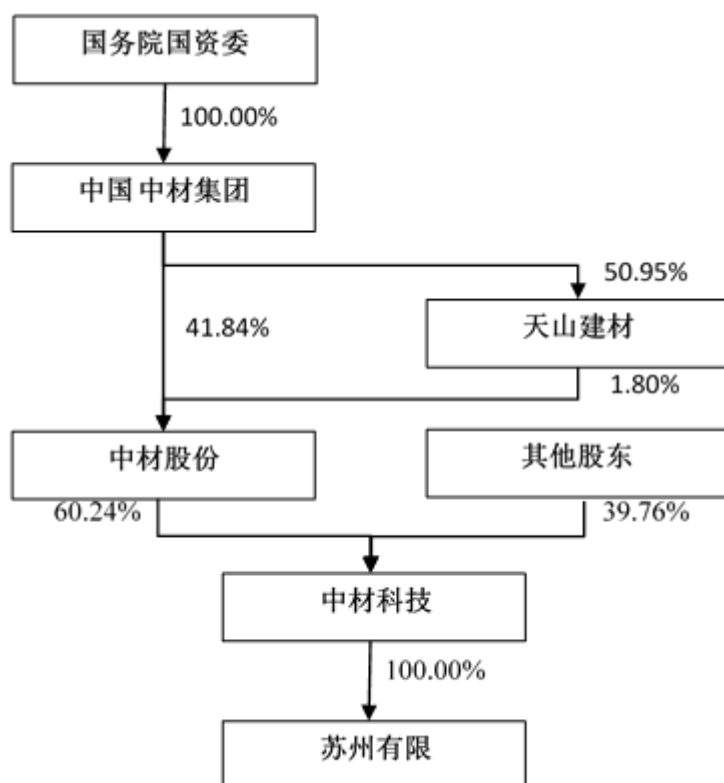 国务院国资委
100.00%
中国中材集团
50.95%
41.84%
天山建材
1.80%
中材股份
其他股东
60.24%
39.76%
中材科技
100.00%
苏州有限